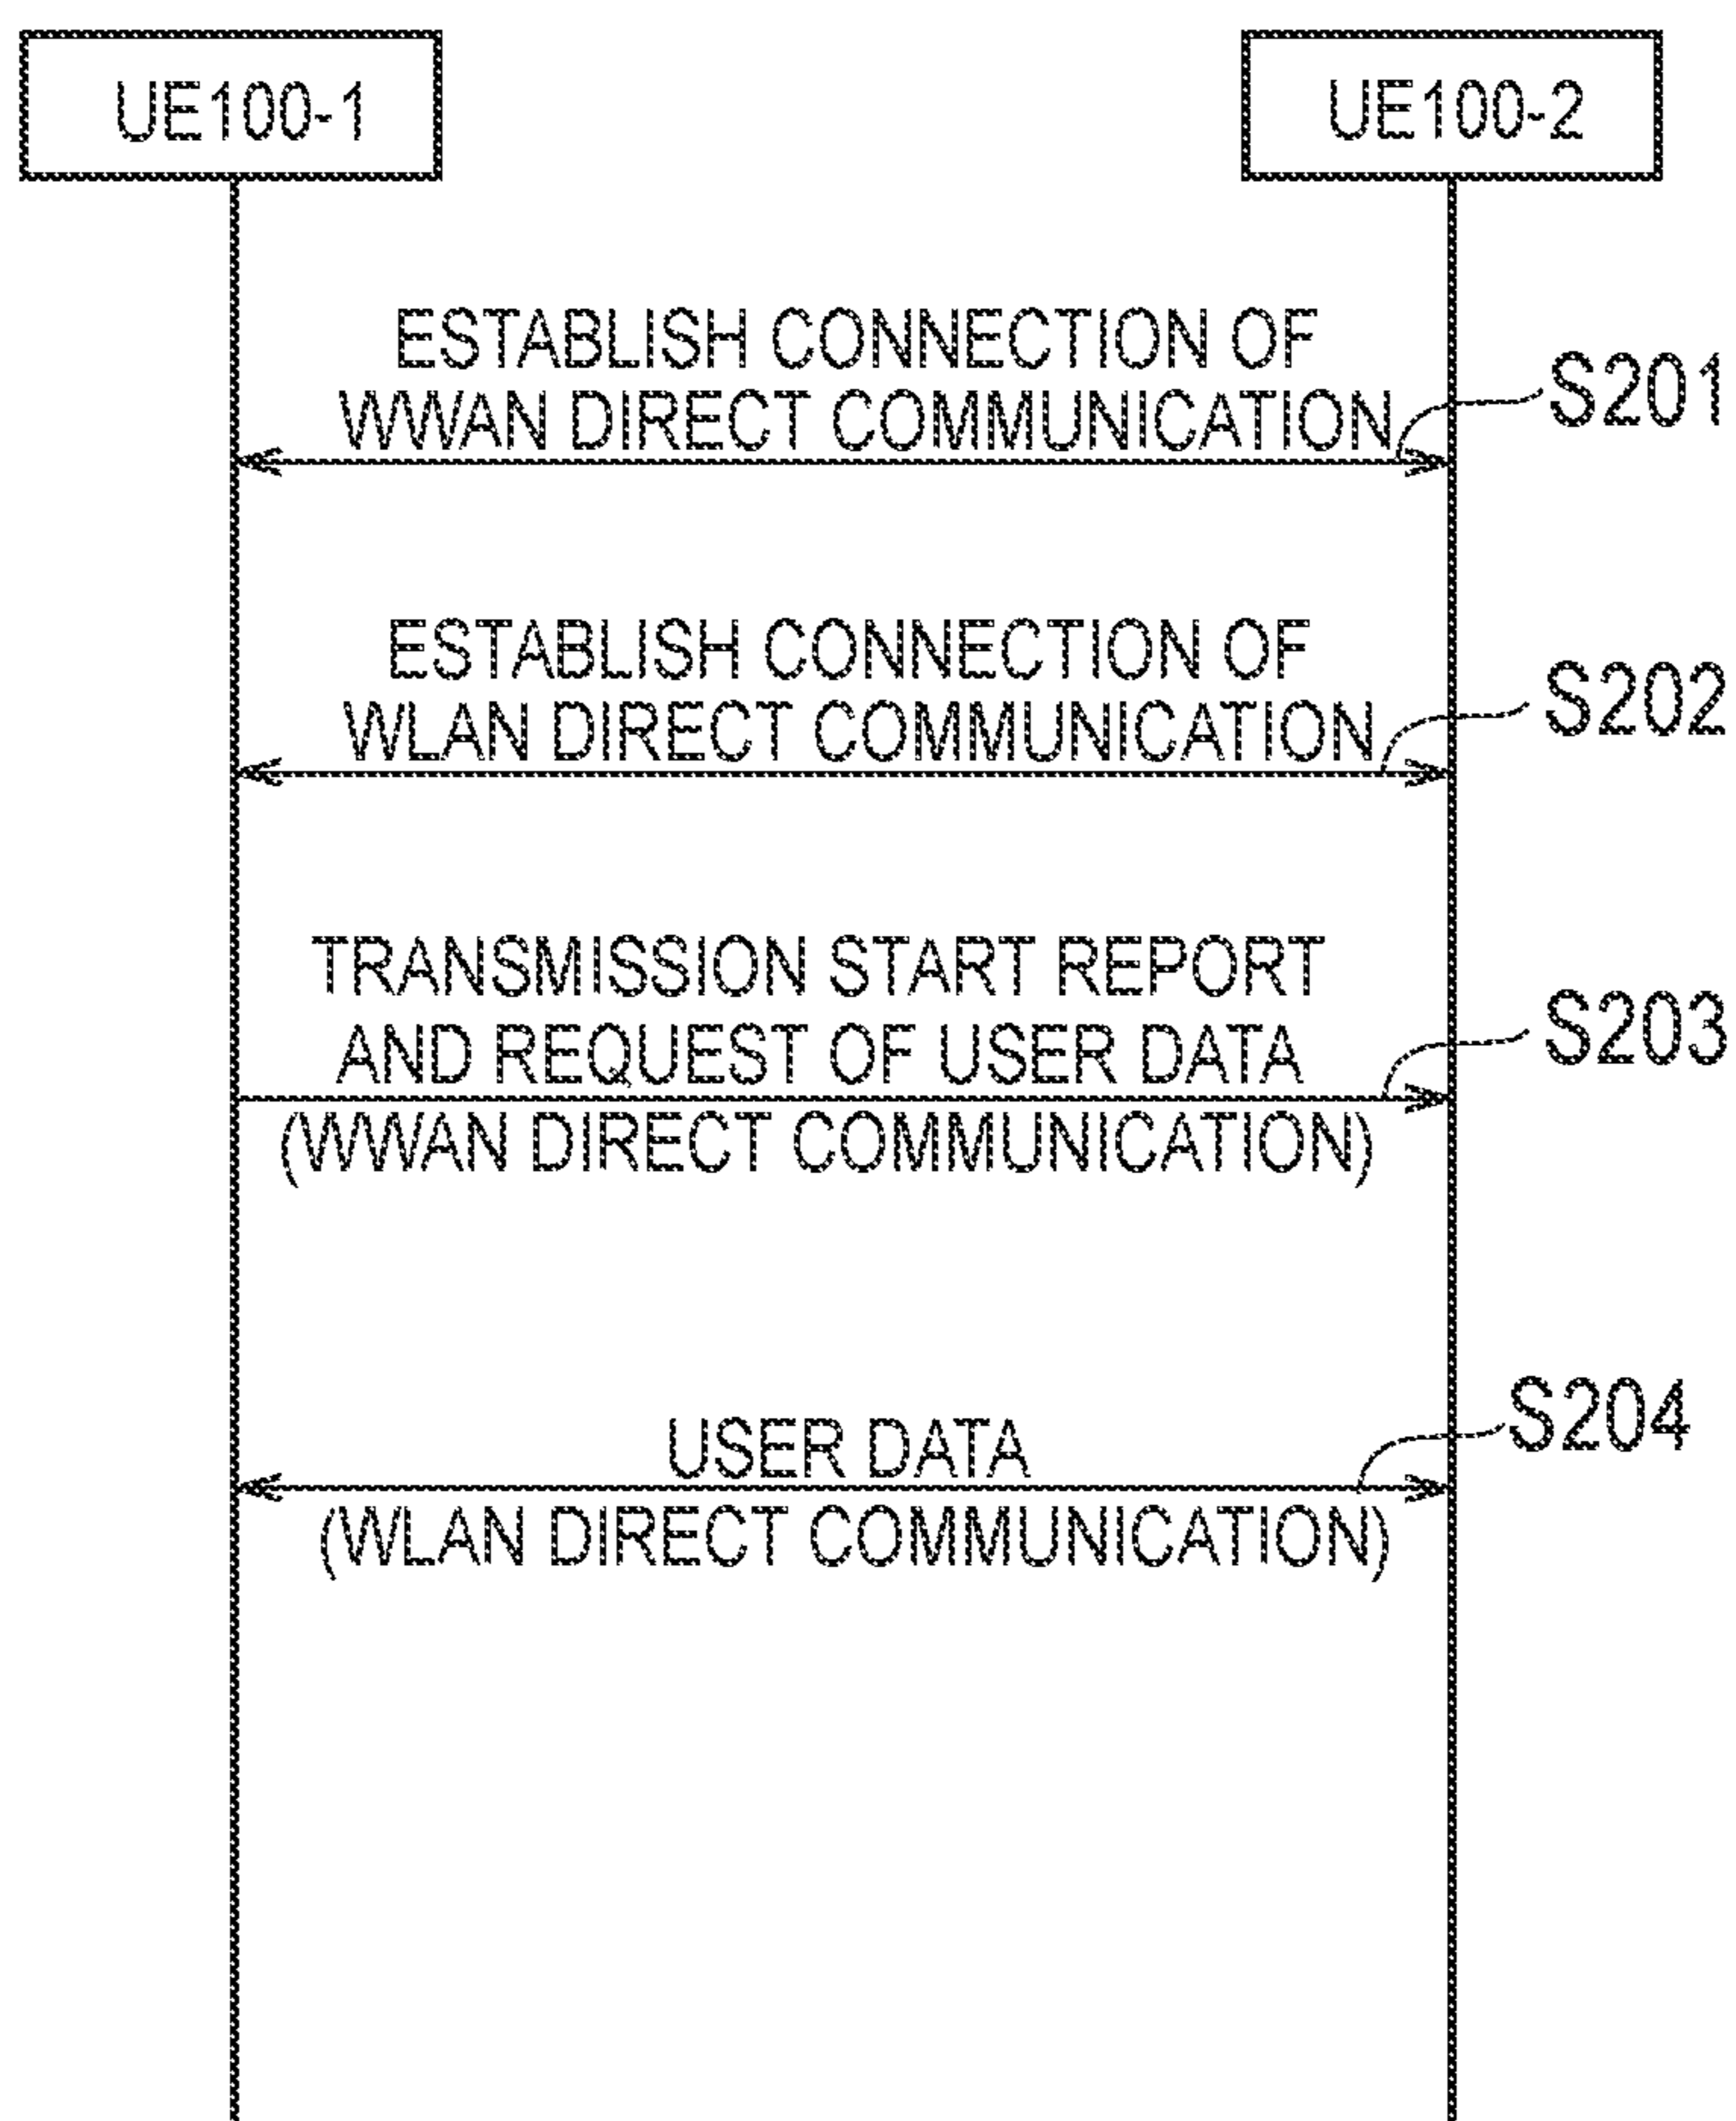 UE100-1
UE100-2
ESTABLISH CONNECTION OF
WWAN DIRECT COMMUNICATION
S201
ESTABLISH CONNECTION OF
WLAN DIRECT COMMUNICATION
S202
TRANSMISSION START REPORT
AND REQUEST OF USER DATA
(WWAN DIRECT COMMUNICATION)
S203
USER DATA
(WLAN DIRECT COMMUNICATION)
S204